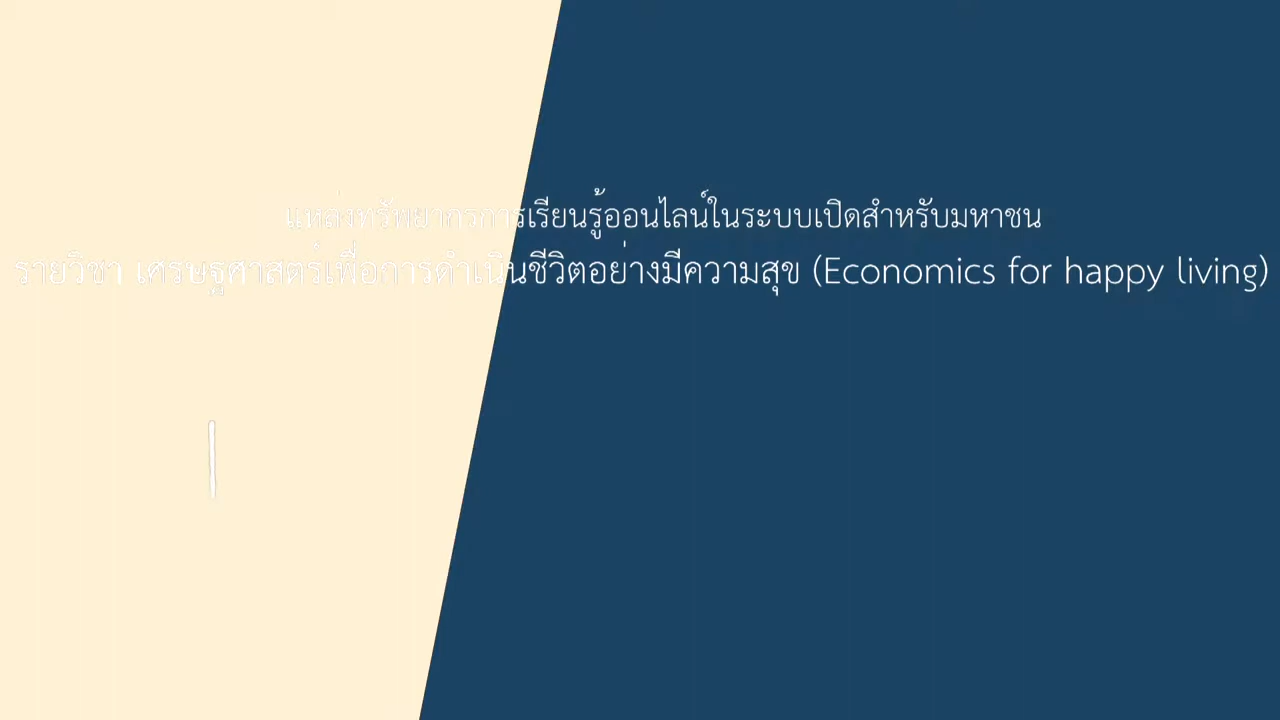 แหล่งทรัพยากรการเรียนรู้ออนไลน์ในระบบเปิดสำหรับมหาชน
รายวิชา เศรษฐศาสตร์เพื่อการดำเนินชีวิตอย่างมีความสุข (Economics for happy living)